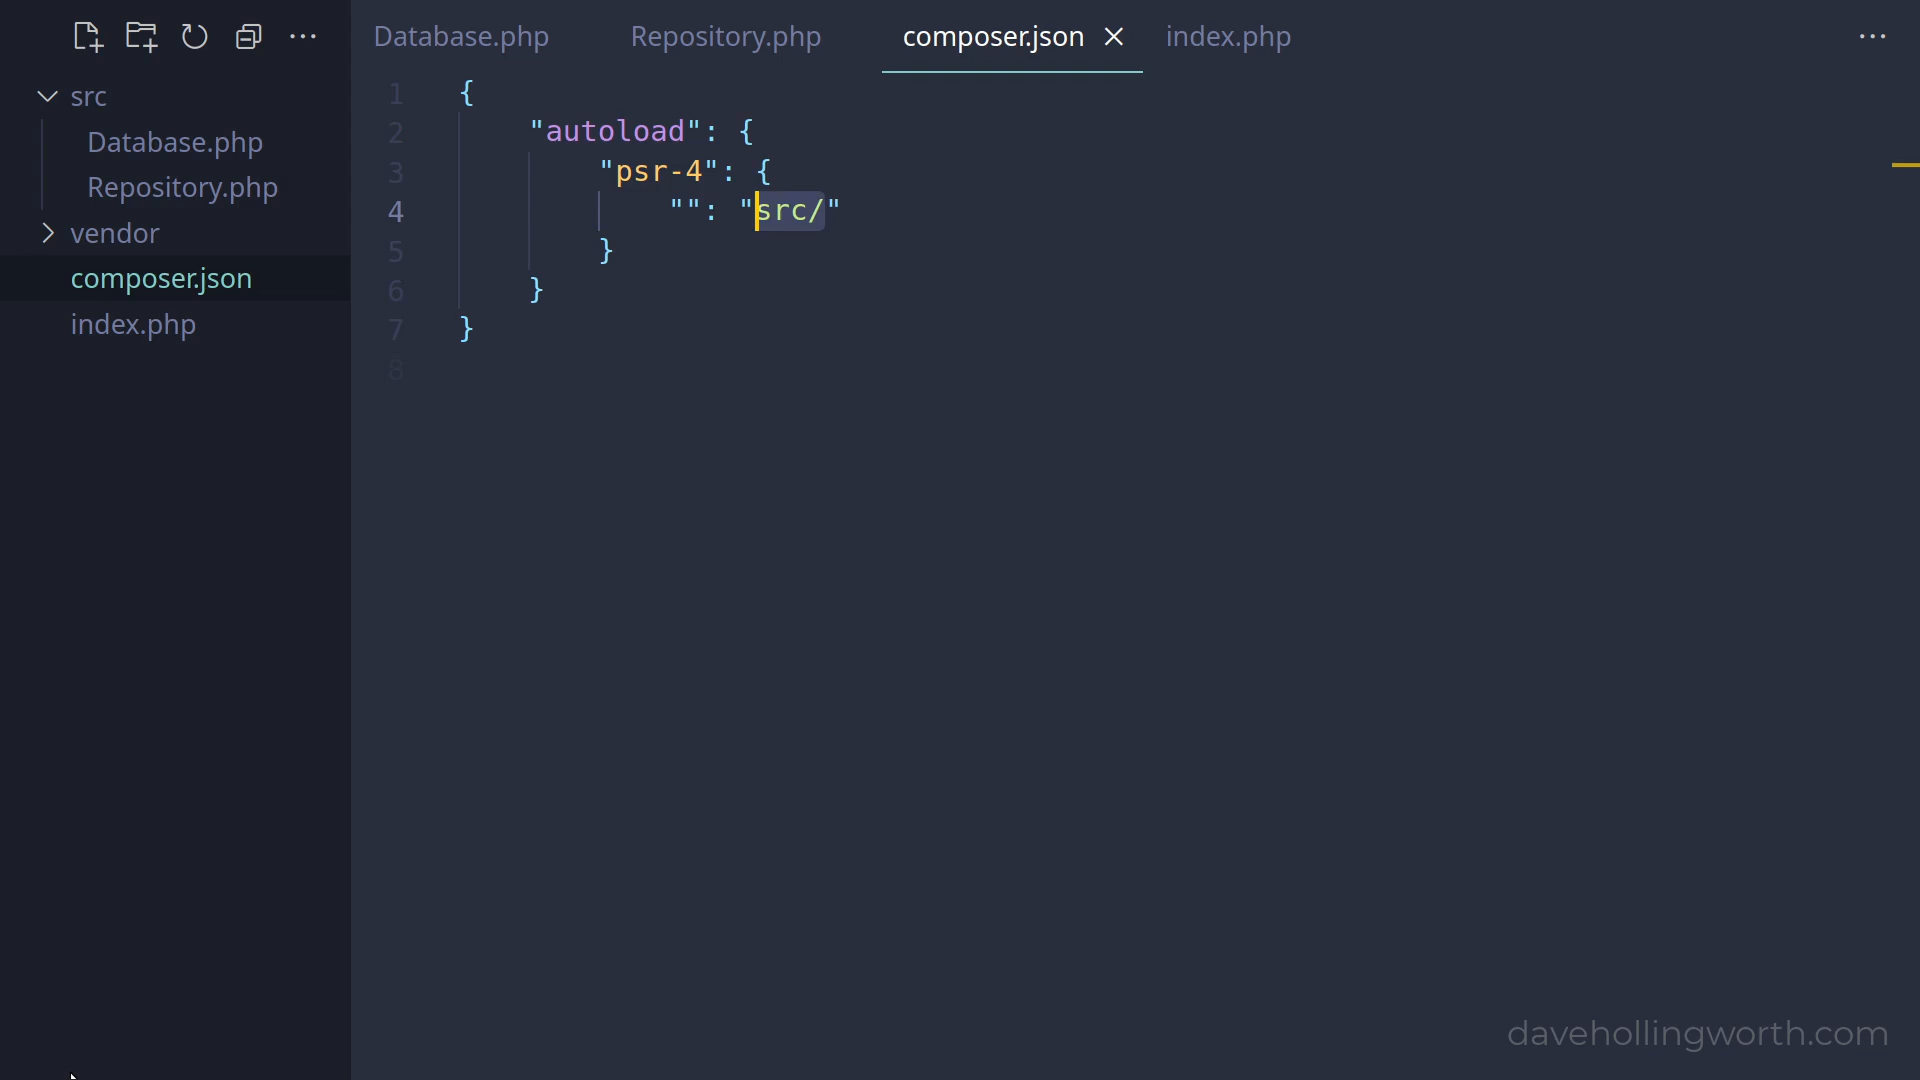 Database.php Repository.php composer.json index.php
src
Database.php
Repository.php
vendor
composer.json
index.php
1 {
2 "autoload": {
3 "psr-4": {
4 "": "src/"
5 }
6 }
7 }
8
davehollingworth.com